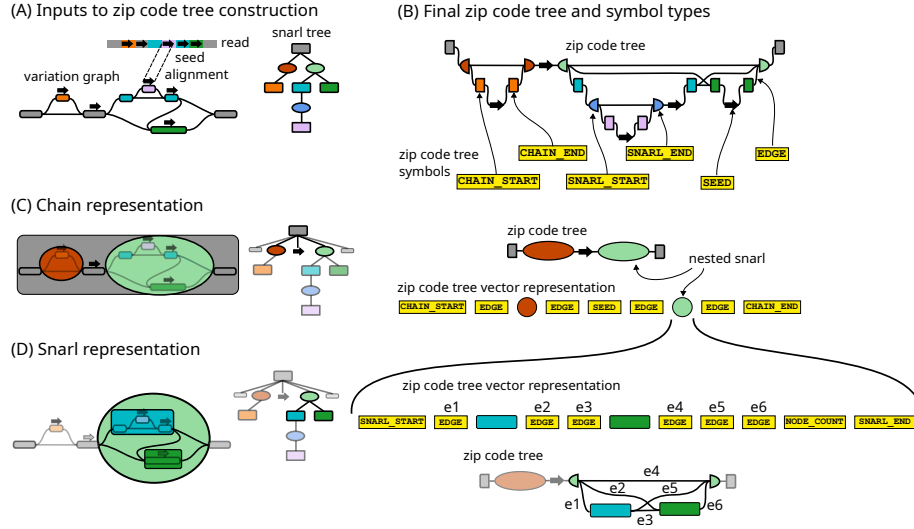 (A) Inputs to zip code tree construction
read
seed
alignment
variation graph
snarl tree
(B) Final zip code tree and symbol types
zip code tree
zip code tree
symbols
CHAIN_START
CHAIN_END
SNARL_START
SNARL_END
SEED
EDGE
(C) Chain representation
zip code tree
nested snarl
zip code tree vector representation
CHAIN_START EDGE EDGE SEED EDGE EDGE CHAIN_END
(D) Snarl representation
zip code tree vector representation
e1 e2 e3 e4 e5 e6
SNARL_START EDGE EDGE EDGE EDGE EDGE EDGE NODE_COUNT SNARL_END
zip code tree
e4
e2 e5
e1 e6
e3